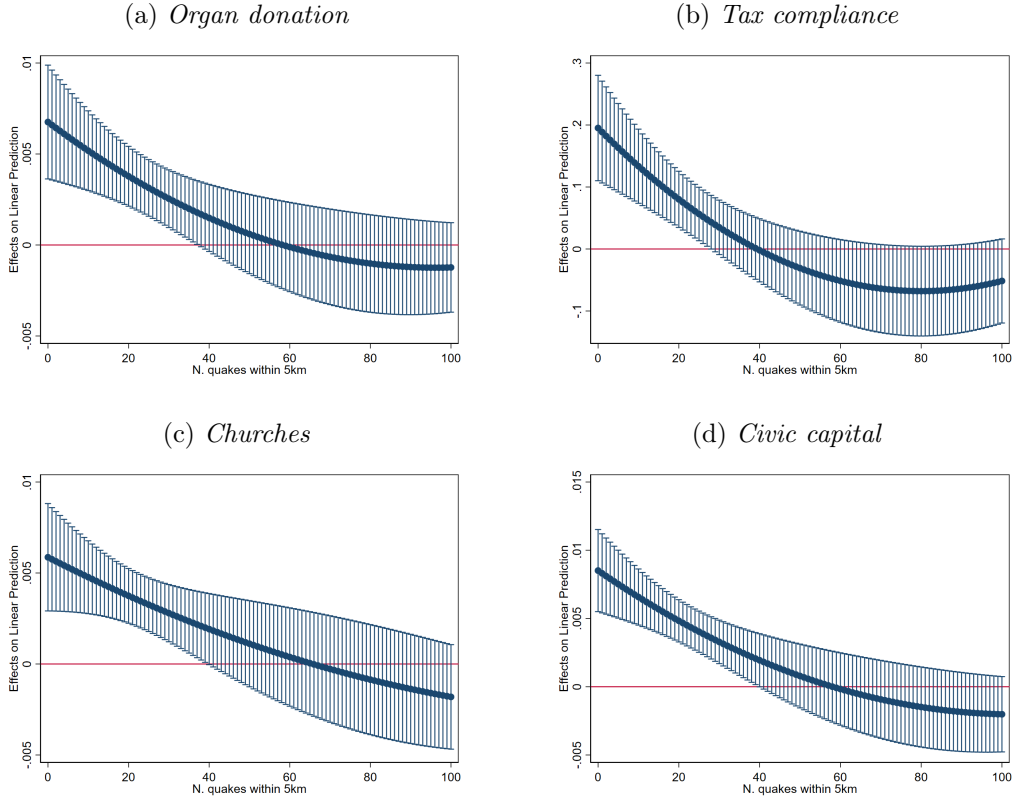 (a) Organ donation
Effects on Linear Prediction
.01
.005
0
-.005
0 20 40 60 80 100
N. quakes within 5km
(b) Tax compliance
Effects on Linear Prediction
.3
.2
.1
0
-.1
0 20 40 60 80 100
N. quakes within 5km
(c) Churches
Effects on Linear Prediction
.01
.005
0
-.005
0 20 40 60 80 100
N. quakes within 5km
(d) Civic capital
Effects on Linear Prediction
.015
.01
.005
0
-.005
0 20 40 60 80 100
N. quakes within 5km